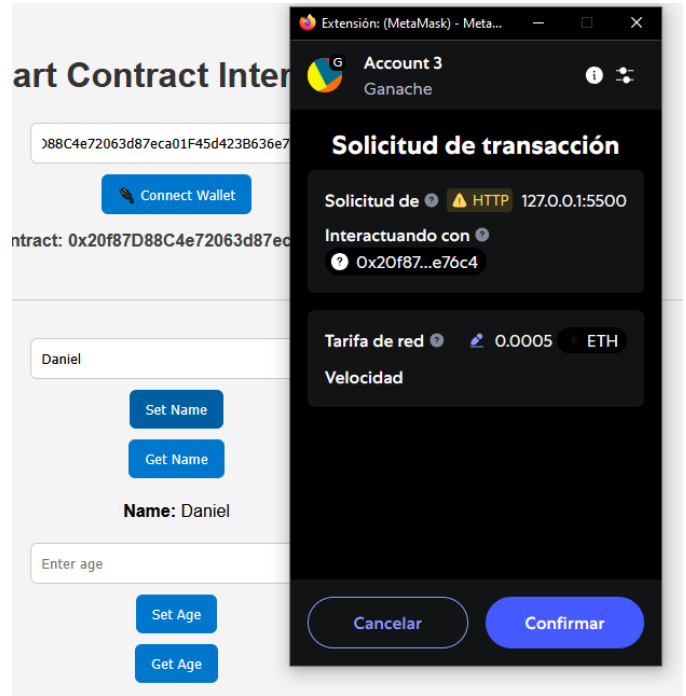 art Contract Inter
D88C4e72063d87eca01F45d423B636e7
Connect Wallet
ntract: 0x20f87D88C4e72063d87ec
Daniel
Set Name
Get Name
Name: Daniel
Enter age
Set Age
Get Age
Extensión: (MetaMask) - Meta...
G
Account 3
Ganache
Solicitud de transacción
Solicitud de HTTP 127.0.0.1:5500
Interactuando con
0x20f87...e76c4
Tarifa de red 0.0005 ETH
Velocidad
Cancelar Confirmar